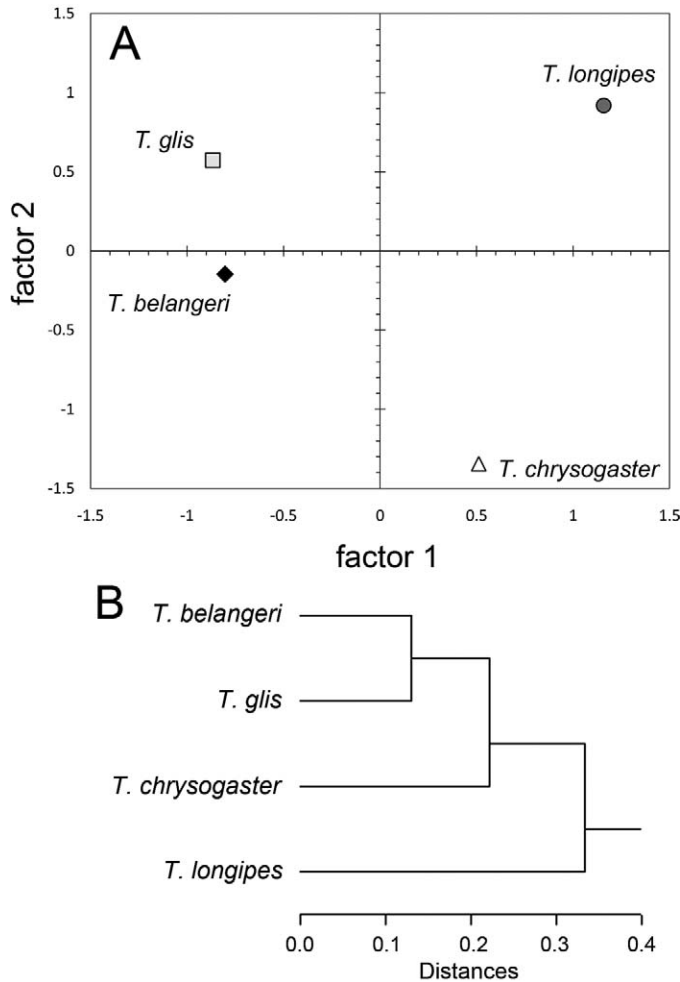 A
1.5
1
0.5
0
-0.5
-1
-1.5
factor 2
T. longipes
T. glis
T. belangeri
T. chrysogaster
-1.5 -1 -0.5 0 0.5 1 1.5
factor 1
B
T. belangeri
T. glis
T. chrysogaster
T. longipes
0.0 0.1 0.2 0.3 0.4
Distances